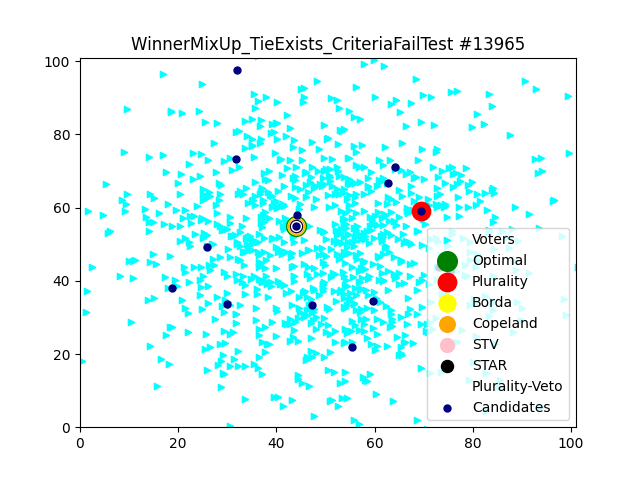 WinnerMixUp_TieExists_CriteriaFailTest #13965
100
80
60
40
20
0
0
20
40
60
80
100
Voters
Optimal
Plurality
Borda
Copeland
STV
STAR
Plurality-Veto
Candidates